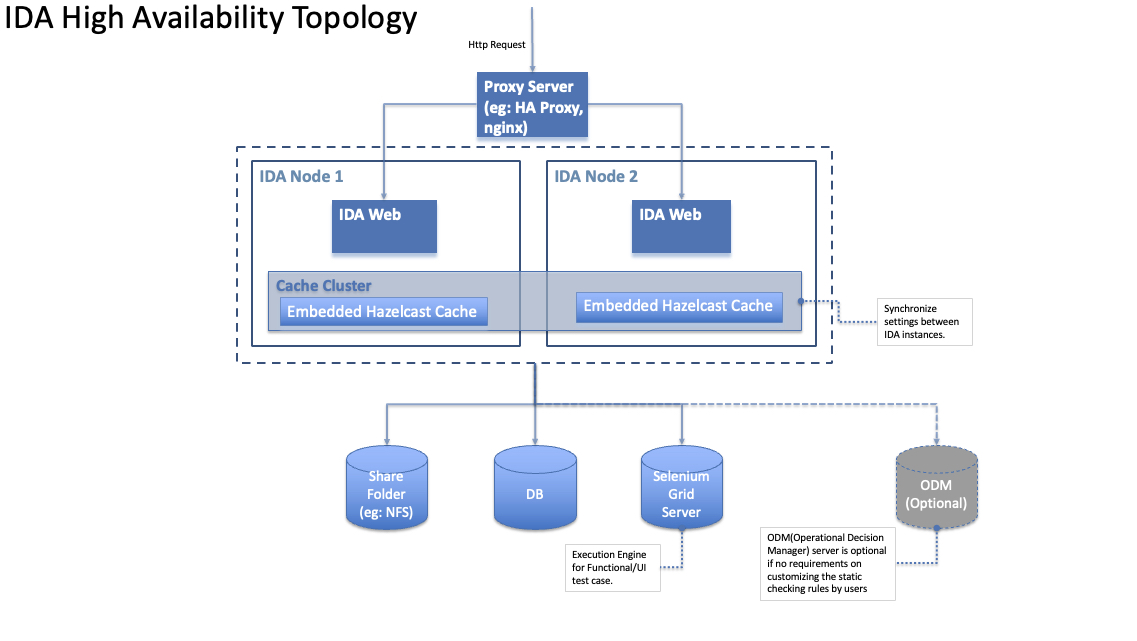 IDA High Availability Topology
Http Request
Proxy Server
(eg: HA Proxy,
nginx)
IDA Node 1
IDA Node 2
IDA Web
IDA Web
Cache Cluster
Embedded Hazelcast Cache
Embedded Hazelcast Cache
Synchronize
settings between
IDA instances.
Share
Folder
(eg: NFS)
DB
Selenium
Grid
Server
ODM
(Optional)
Execution Engine
for Functional/UI
test case.
ODM(Operational Decision
Manager) server is optional
if no requirements on
customizing the static
checking rules by users